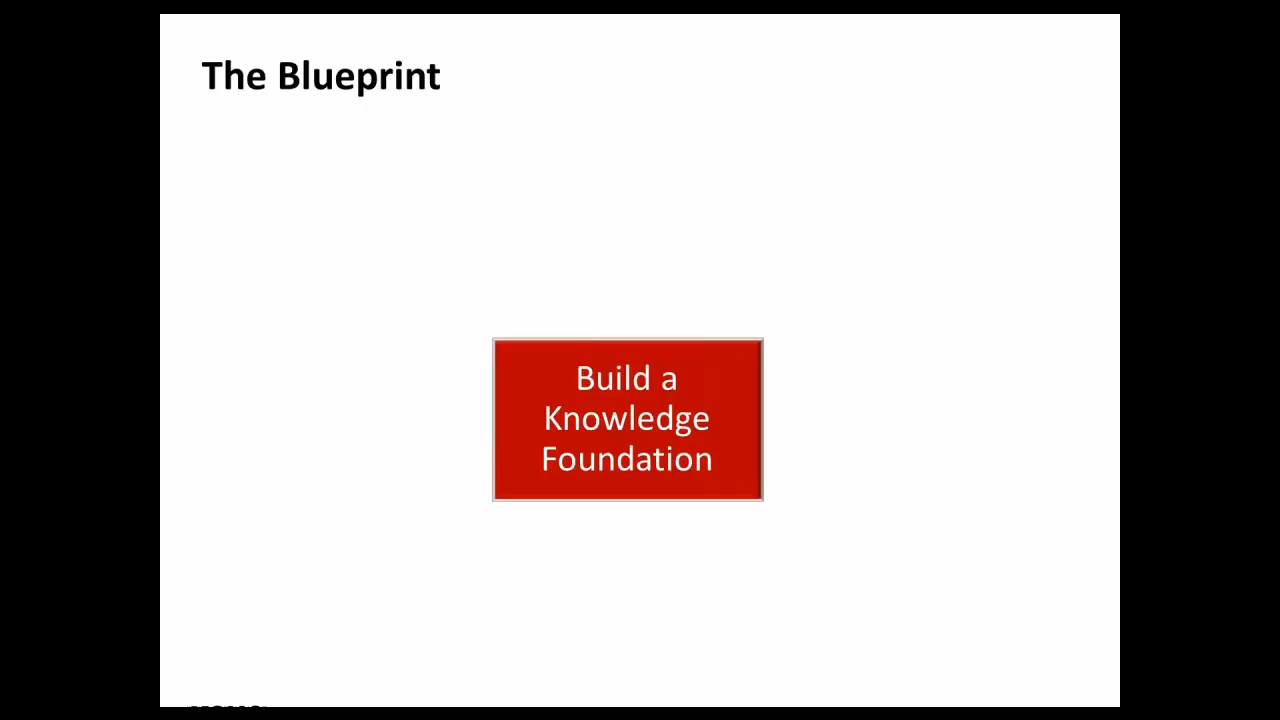 The Blueprint
Build a
Knowledge
Foundation